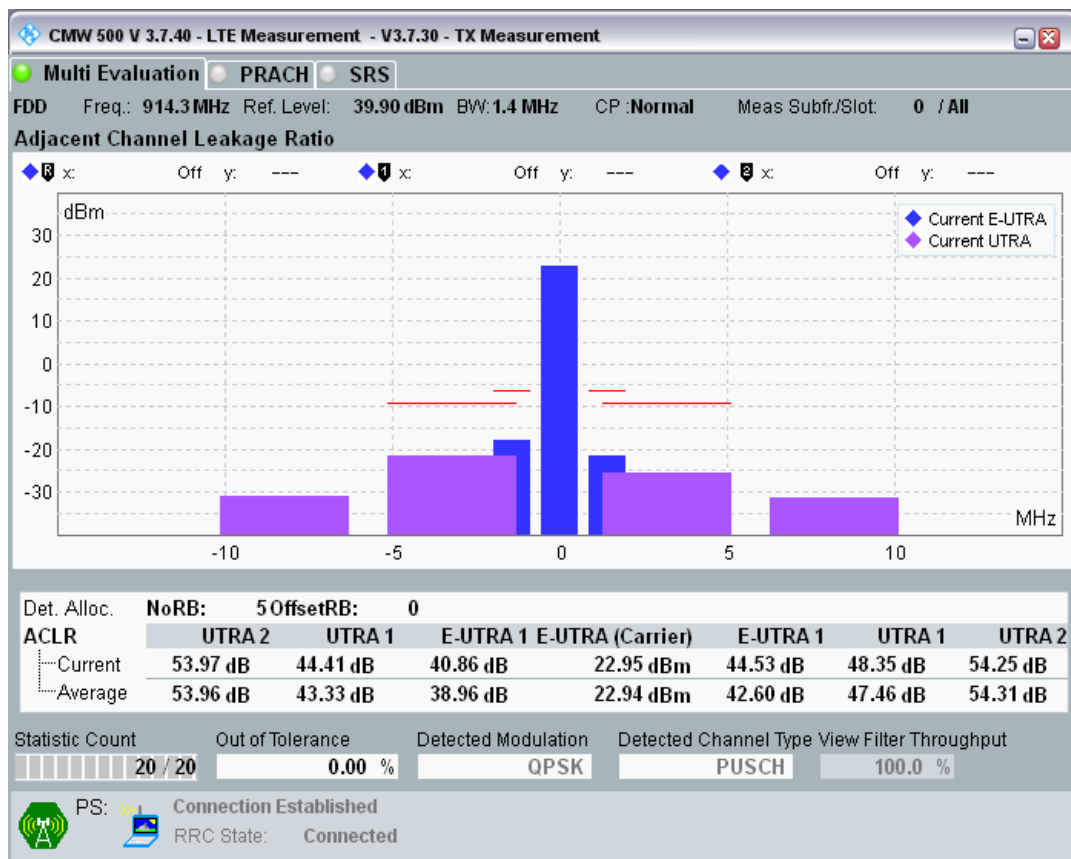 CMW 500 V 3.7.40 - LTE Measurement - V3.7.30 - TX Measurement
Multi Evaluation PRACH SRS
FDD Freq.: 914.3 MHz Ref. Level: 39.90 dBm BW: 1.4 MHz CP :Normal Meas Subfr./Slot: 0 / All
Adjacent Channel Leakage Ratio
R x: Off y: --- 1 x: Off y: --- 2 x: Off y: ---
dBm
Current E-UTRA
Current UTRA
30
20
10
0
-10
-20
-30
MHz
-10 -5 0 5 10
Det. Alloc. NoRB: 5 OffsetRB: 0
ACLR UTRA 2 UTRA 1 E-UTRA 1 E-UTRA (Carrier) E-UTRA 1 UTRA 1 UTRA 2
Current 53.97 dB 44.41 dB 40.86 dB 22.95 dBm 44.53 dB 48.35 dB 54.25 dB
Average 53.96 dB 43.33 dB 38.96 dB 22.94 dBm 42.60 dB 47.46 dB 54.31 dB
Statistic Count Out of Tolerance Detected Modulation Detected Channel Type View Filter Throughput
20 / 20 0.00 % QPSK PUSCH 100.0 %
PS: Connection Established
RRC State: Connected